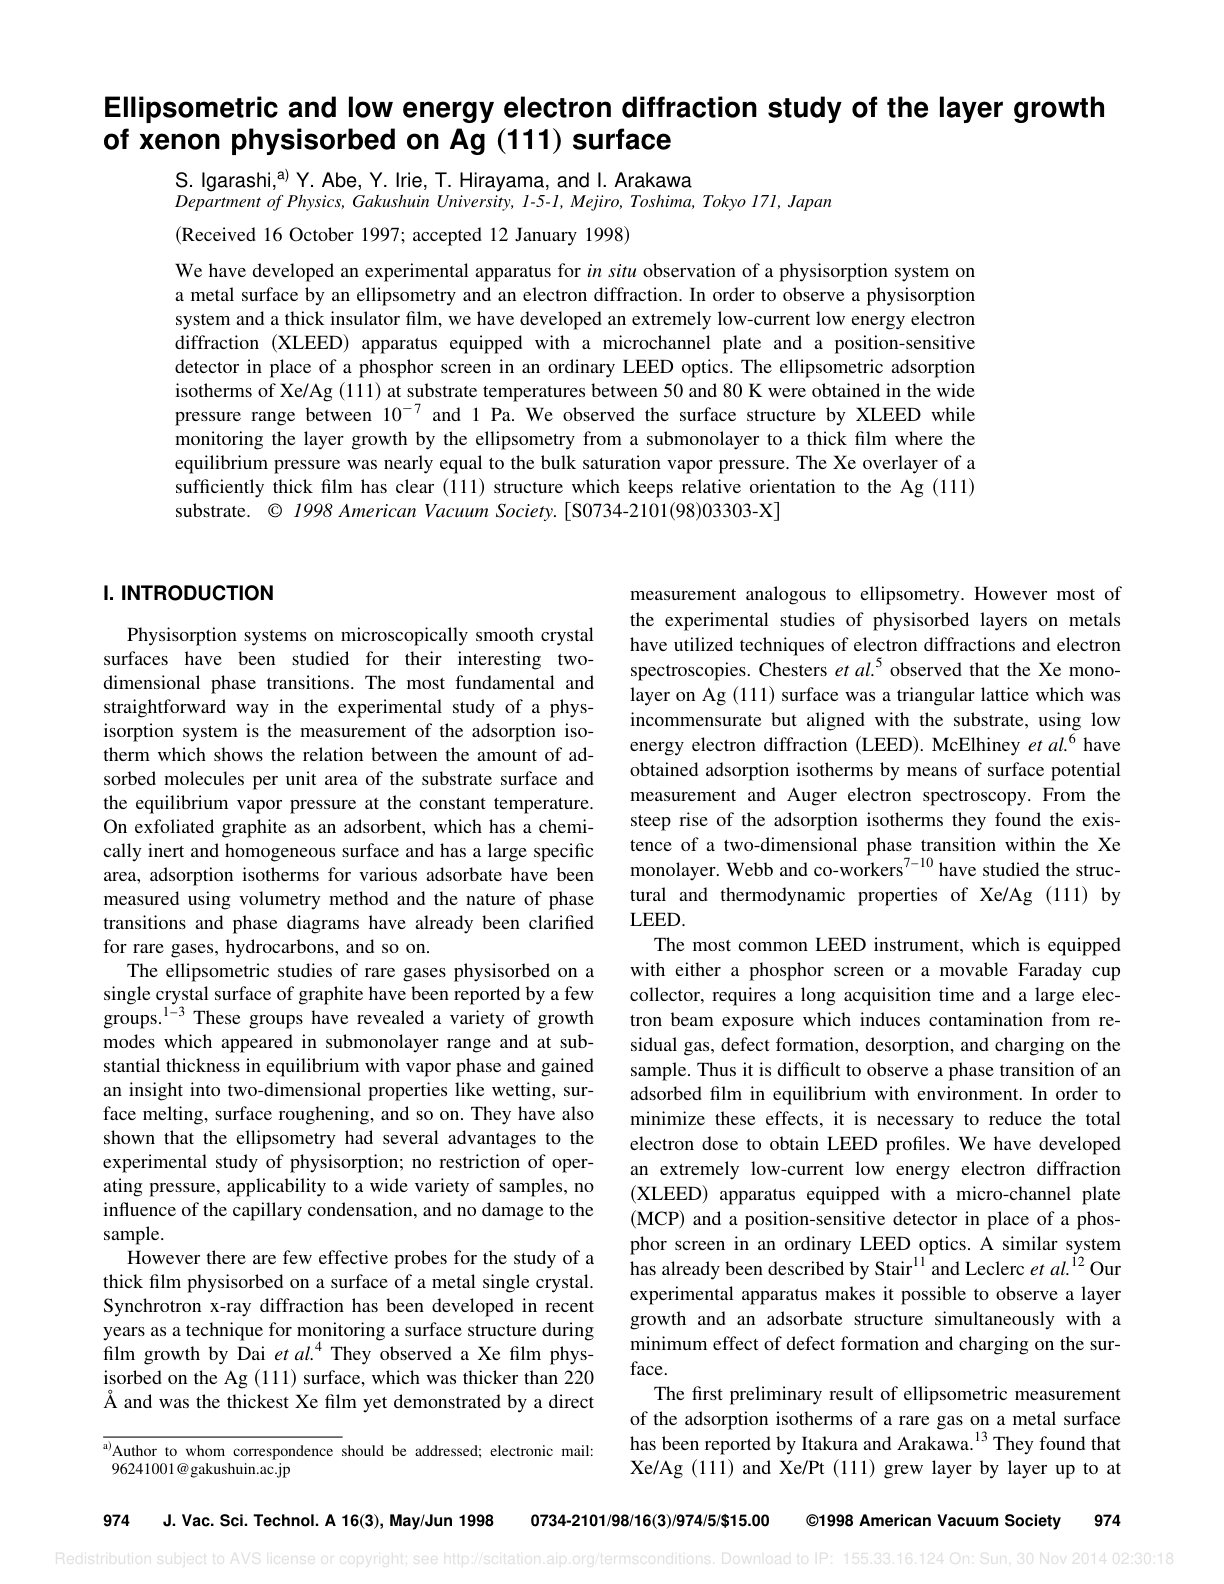 Ellipsometric and low energy electron diffraction study of the layer growth
of xenon physisorbed on Ag (111) surface
S. Igarashi,a) Y. Abe, Y. Irie, T. Hirayama, and I. Arakawa
Department of Physics, Gakushuin University, 1-5-1, Mejiro, Toshima, Tokyo 171, Japan
(Received 16 October 1997; accepted 12 January 1998)
We have developed an experimental apparatus for in situ observation of a physisorption system on
a metal surface by an ellipsometry and an electron diffraction. In order to observe a physisorption
system and a thick insulator film, we have developed an extremely low-current low energy electron
diffraction (XLEED) apparatus equipped with a microchannel plate and a position-sensitive
detector in place of a phosphor screen in an ordinary LEED optics. The ellipsometric adsorption
isotherms of Xe/Ag (111) at substrate temperatures between 50 and 80 K were obtained in the wide
pressure range between 10⁻⁷ and 1 Pa. We observed the surface structure by XLEED while
monitoring the layer growth by the ellipsometry from a submonolayer to a thick film where the
equilibrium pressure was nearly equal to the bulk saturation vapor pressure. The Xe overlayer of a
sufficiently thick film has clear (111) structure which keeps relative orientation to the Ag (111)
substrate. © 1998 American Vacuum Society. [S0734-2101(98)03303-X]
I. INTRODUCTION
Physisorption systems on microscopically smooth crystal
surfaces have been studied for their interesting two-
dimensional phase transitions. The most fundamental and
straightforward way in the experimental study of a phys-
isorption system is the measurement of the adsorption iso-
therm which shows the relation between the amount of ad-
sorbed molecules per unit area of the substrate surface and
the equilibrium vapor pressure at the constant temperature.
On exfoliated graphite as an adsorbent, which has a chemi-
cally inert and homogeneous surface and has a large specific
area, adsorption isotherms for various adsorbate have been
measured using volumetry method and the nature of phase
transitions and phase diagrams have already been clarified
for rare gases, hydrocarbons, and so on.
The ellipsometric studies of rare gases physisorbed on a
single crystal surface of graphite have been reported by a few
groups.¹⁻³ These groups have revealed a variety of growth
modes which appeared in submonolayer range and at sub-
stantial thickness in equilibrium with vapor phase and gained
an insight into two-dimensional properties like wetting, sur-
face melting, surface roughening, and so on. They have also
shown that the ellipsometry had several advantages to the
experimental study of physisorption; no restriction of oper-
ating pressure, applicability to a wide variety of samples, no
influence of the capillary condensation, and no damage to the
sample.
However there are few effective probes for the study of a
thick film physisorbed on a surface of a metal single crystal.
Synchrotron x-ray diffraction has been developed in recent
years as a technique for monitoring a surface structure during
film growth by Dai et al.⁴ They observed a Xe film phys-
isorbed on the Ag (111) surface, which was thicker than 220
Å and was the thickest Xe film yet demonstrated by a direct
a)Author to whom correspondence should be addressed; electronic mail:
96241001@gakushuin.ac.jp
measurement analogous to ellipsometry. However most of
the experimental studies of physisorbed layers on metals
have utilized techniques of electron diffractions and electron
spectroscopies. Chesters et al.⁵ observed that the Xe mono-
layer on Ag (111) surface was a triangular lattice which was
incommensurate but aligned with the substrate, using low
energy electron diffraction (LEED). McElhiney et al.⁶ have
obtained adsorption isotherms by means of surface potential
measurement and Auger electron spectroscopy. From the
steep rise of the adsorption isotherms they found the exis-
tence of a two-dimensional phase transition within the Xe
monolayer. Webb and co-workers⁷⁻¹⁰ have studied the struc-
tural and thermodynamic properties of Xe/Ag (111) by
LEED.
The most common LEED instrument, which is equipped
with either a phosphor screen or a movable Faraday cup
collector, requires a long acquisition time and a large elec-
tron beam exposure which induces contamination from re-
sidual gas, defect formation, desorption, and charging on the
sample. Thus it is difficult to observe a phase transition of an
adsorbed film in equilibrium with environment. In order to
minimize these effects, it is necessary to reduce the total
electron dose to obtain LEED profiles. We have developed
an extremely low-current low energy electron diffraction
(XLEED) apparatus equipped with a micro-channel plate
(MCP) and a position-sensitive detector in place of a phos-
phor screen in an ordinary LEED optics. A similar system
has already been described by Stair¹¹ and Leclerc et al.¹² Our
experimental apparatus makes it possible to observe a layer
growth and an adsorbate structure simultaneously with a
minimum effect of defect formation and charging on the sur-
face.
The first preliminary result of ellipsometric measurement
of the adsorption isotherms of a rare gas on a metal surface
has been reported by Itakura and Arakawa.¹³ They found that
Xe/Ag (111) and Xe/Pt (111) grew layer by layer up to at
974 J. Vac. Sci. Technol. A 16(3), May/Jun 1998 0734-2101/98/16(3)/974/5/$15.00 ©1998 American Vacuum Society 974
Redistribution subject to AVS license or copyright; see http://scitation.aip.org/termsconditions. Download to IP: 155.33.16.124 On: Sun, 30 Nov 2014 02:30:18